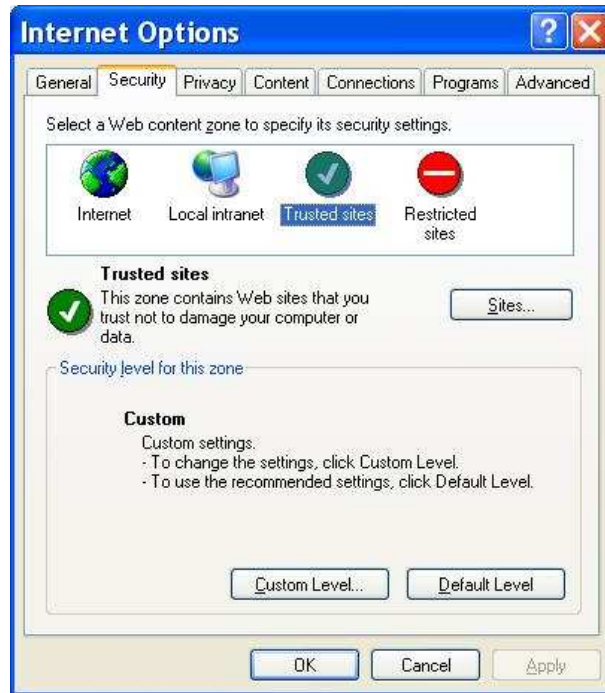 Internet Options
General Security Privacy Content Connections Programs Advanced
Select a Web content zone to specify its security settings.
Internet Local intranet Trusted sites Restricted
sites
Trusted sites
This zone contains Web sites that you
trust not to damage your computer or
data.
Sites...
Security level for this zone
Custom
Custom settings.
- To change the settings, click Custom Level.
- To use the recommended settings, click Default Level.
Custom Level... Default Level
OK Cancel Apply